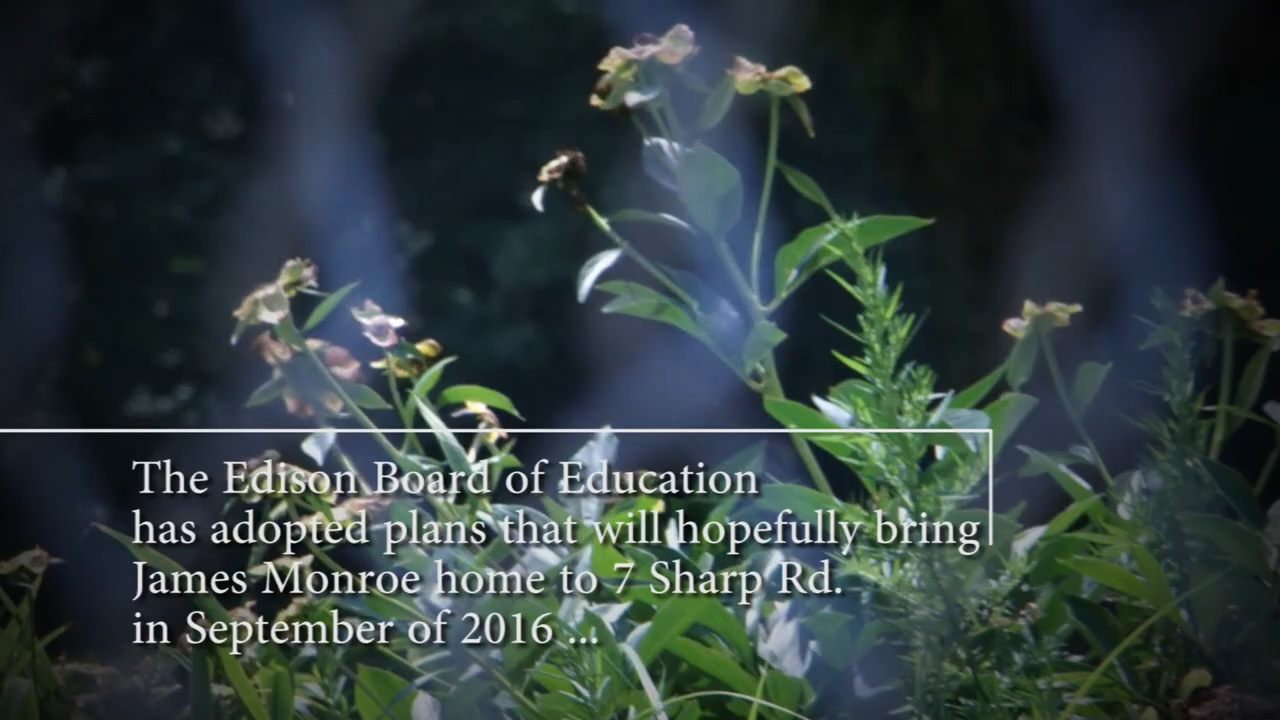 The Edison Board of Education
has adopted plans that will hopefully bring
James Monroe home to 7 Sharp Rd.
in September of 2016 ...